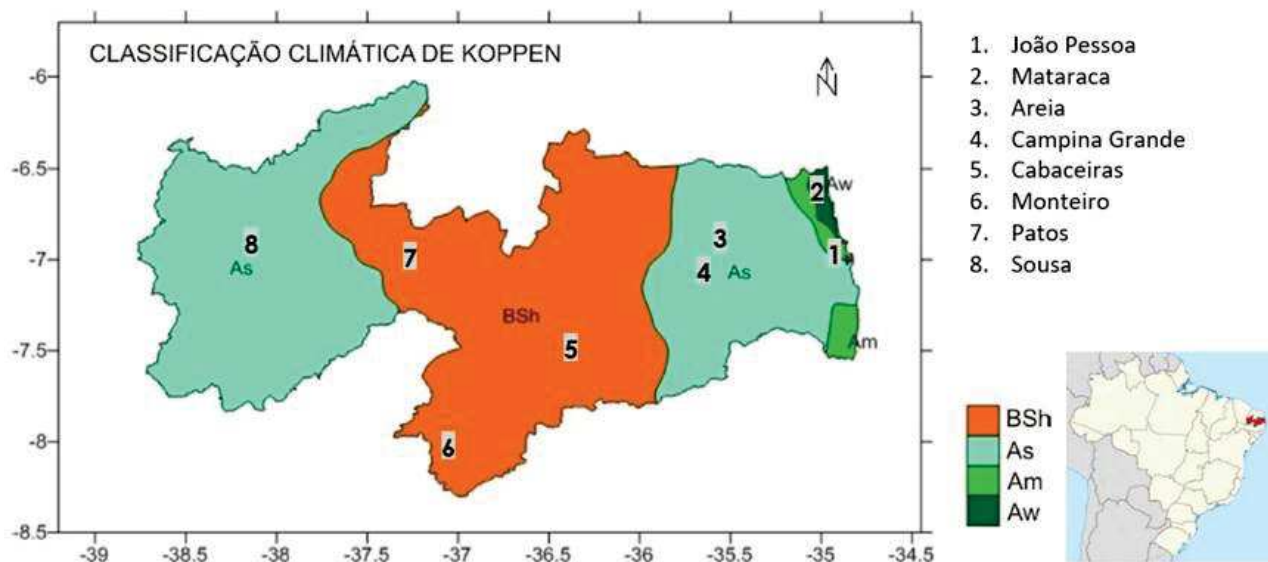 CLASSIFICAÇÃO CLIMÁTICA DE KOPPEN
N
-6
-6.5
-7
-7.5
-8
-8.5
-39
-38.5
-38
-37.5
-37
-36.5
-36
-35.5
-35
-34.5
8
As
7
BSh
5
6
3
4
As
2
Aw
1
Am
1. João Pessoa
2. Mataraca
3. Areia
4. Campina Grande
5. Cabaceiras
6. Monteiro
7. Patos
8. Sousa
BSh
As
Am
Aw